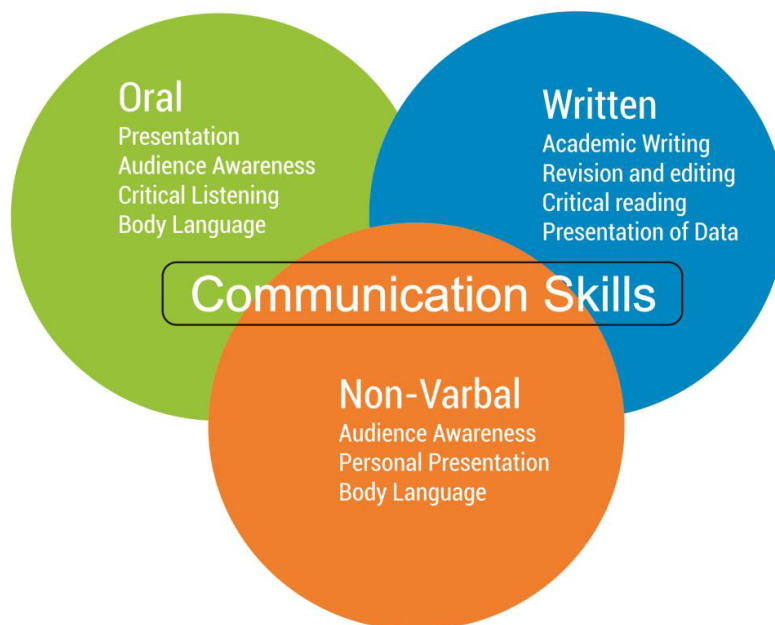 Oral
Presentation
Audience Awareness
Critical Listening
Body Language
Written
Academic Writing
Revision and editing
Critical reading
Presentation of Data
Communication Skills
Non-Varbal
Audience Awareness
Personal Presentation
Body Language